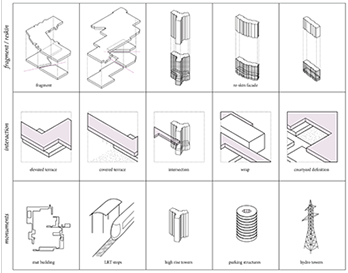 fragment / reskin
fragment
re-skin facade
interaction
elevated terrace
covered terrace
intersection
wrap
courtyard definition
monuments
mat building
LRT stops
high rise towers
parking structures
hydro towers